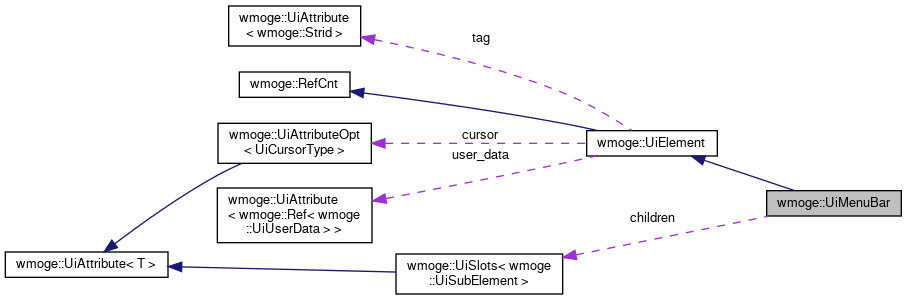 wmoge::UiAttribute
< wmoge::Strid >
tag
wmoge::RefCnt
wmoge::UiAttributeOpt
< UiCursorType >
cursor
wmoge::UiElement
user_data
wmoge::UiAttribute
< wmoge::Ref< wmoge
::UiUserData > >
wmoge::UiMenuBar
children
wmoge::UiAttribute< T >
wmoge::UiSlots< wmoge
::UiSubElement >